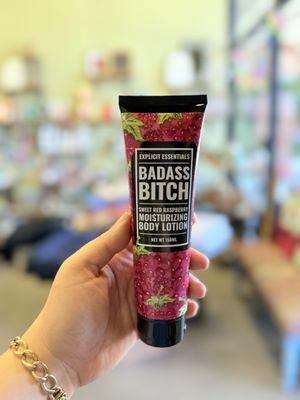 EXPLICIT ESSENTIALS
BADASS
BITCH
SWEET RED RASPBERRY
MOISTURIZING
BODY LOTION
NET WT 150ML